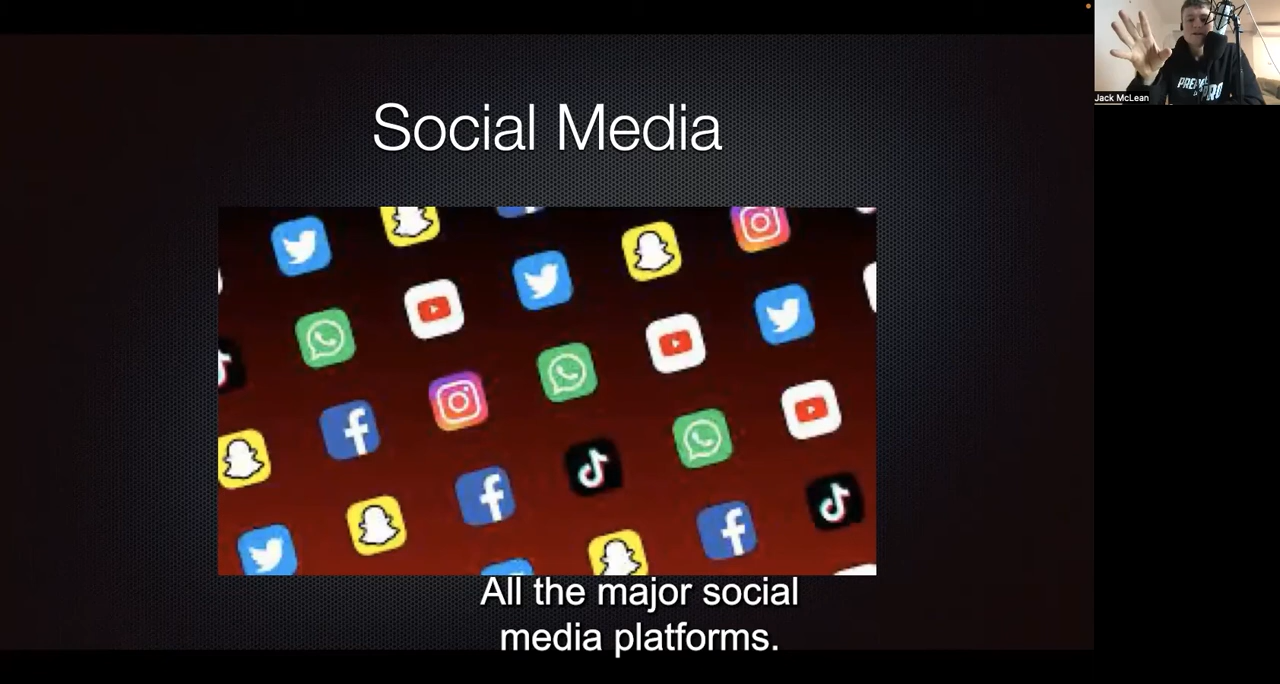 Social Media
Jack McLean
All the major social
media platforms.